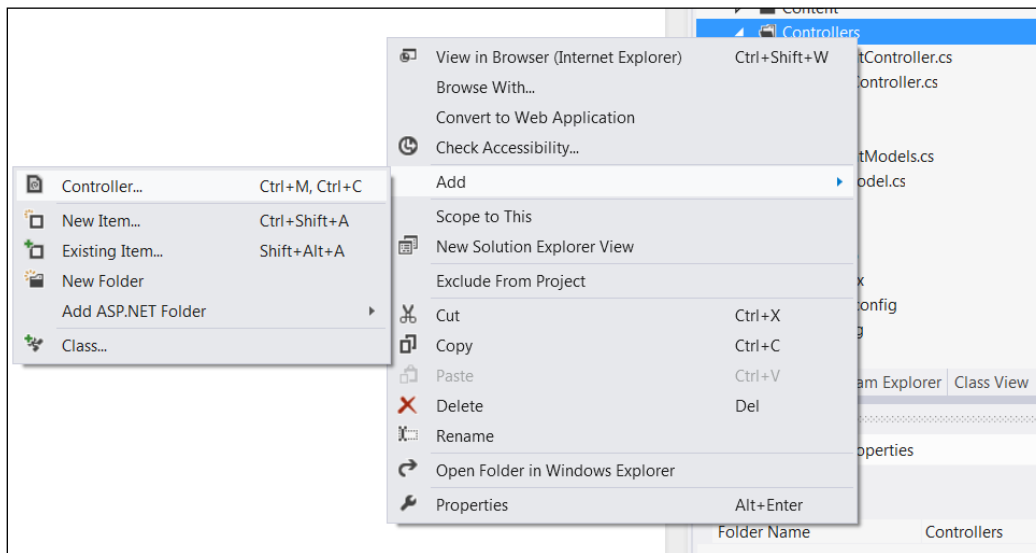 Content
Controllers
View in Browser (Internet Explorer) Ctrl+Shift+W
tController.cs
Browse With...
ontroller.cs
Convert to Web Application
Check Accessibility...
tModels.cs
Add
odel.cs
Controller... Ctrl+M, Ctrl+C
New Item... Ctrl+Shift+A
Existing Item... Shift+Alt+A
New Folder
Add ASP.NET Folder
Class...
Scope to This
New Solution Explorer View
Exclude From Project
x
Cut Ctrl+X
onfig
Copy Ctrl+C
g
Paste Ctrl+V
am Explorer Class View
Delete Del
Rename
operties
Open Folder in Windows Explorer
Properties Alt+Enter
Folder Name Controllers